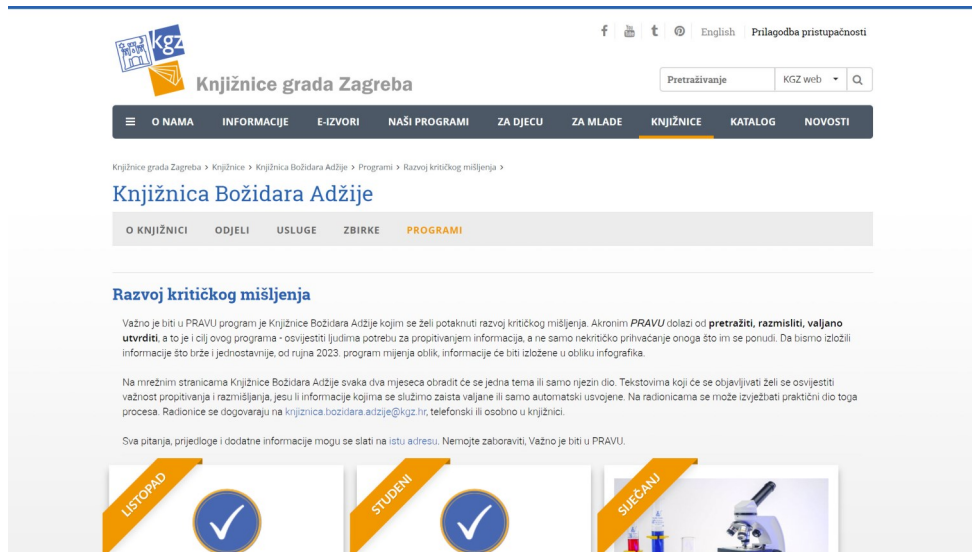 English Prilagodba pristupačnosti
kgz
Knjižnice grada Zagreba
Pretraživanje KGZ web
O NAMA INFORMACIJE E-IZVORI NAŠI PROGRAMI ZA DJECU ZA MLADE KNJIŽNICE KATALOG NOVOSTI
Knjižnice grada Zagreba > Knjižnice > Knjižnica Božidara Adžije > Programi > Razvoj kritičkog mišljenja >
Knjižnica Božidara Adžije
O KNJIŽNICI ODJELI USLUGE ZBIRKE PROGRAMI
Razvoj kritičkog mišljenja
Važno je biti u PRAVU program je Knjižnice Božidara Adžije kojim se želi potaknuti razvoj kritičkog mišljenja. Akronim PRAVU dolazi od pretražiti, razmisliti, valjano
utvrditi, a to je i cilj ovog programa - osvijestiti ljudima potrebu za propitivanjem informacija, a ne samo nekritičko prihvaćanje onoga što im se ponudi. Da bismo izložili
informacije što brže i jednostavnije, od rujna 2023. program mijenja oblik, informacije će biti izložene u obliku infografika.
Na mrežnim stranicama Knjižnice Božidara Adžije svaka dva mjeseca obradit će se jedna tema ili samo njezin dio. Tekstovima koji će se objavljivati želi se osvijestiti
važnost propitivanja i razmišljanja, jesu li informacije kojima se služimo zaista valjane ili samo automatski usvojene. Na radionicama se može izvježbati praktični dio toga
procesa. Radionice se dogovaraju na knjiznica.bozidara.adzije@kgz.hr, telefonski ili osobno u knjižnici.
Sva pitanja, prijedloge i dodatne informacije mogu se slati na istu adresu. Nemojte zaboraviti, Važno je biti u PRAVU.
LISTOPAD
STUDENI
SIJEČANJ